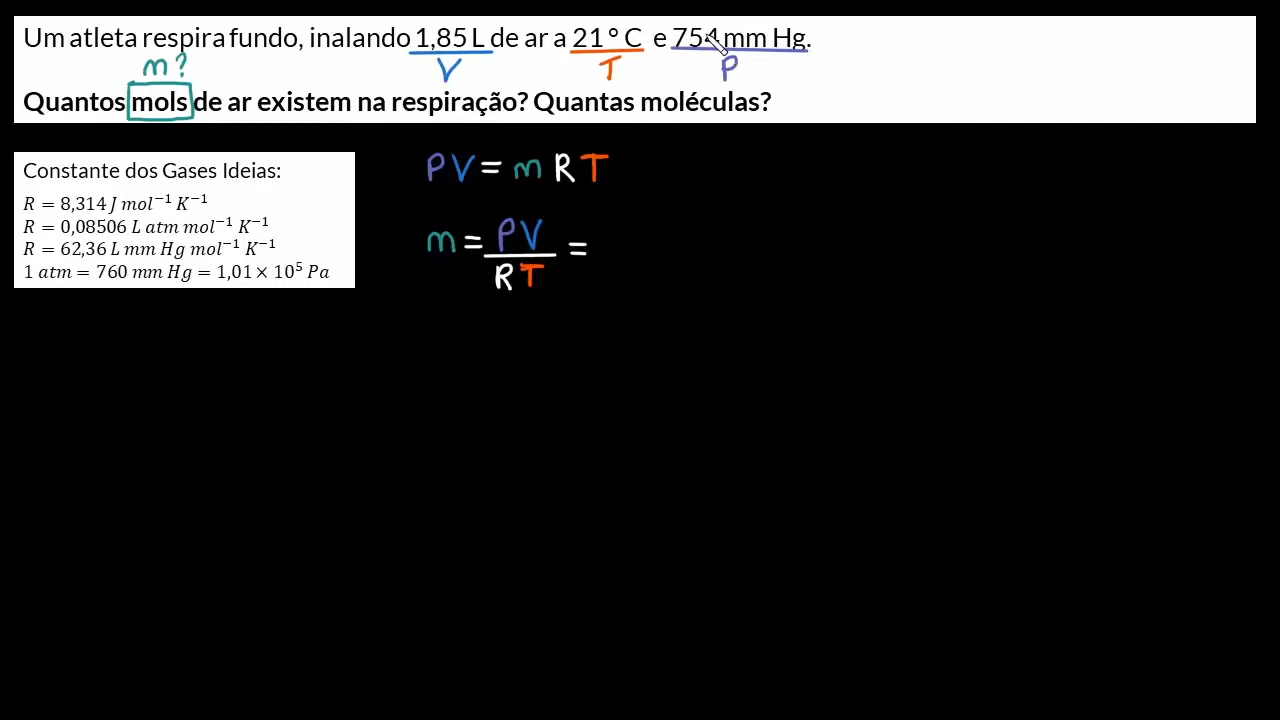 Um atleta respira fundo, inalando 1,85 L de ar a 21 ° C e 754 mm Hg.
n? V T P
Quantos mols de ar existem na respiração? Quantas moléculas?
Constante dos Gases Ideias:
R = 8,314 J mol⁻¹ K⁻¹
R = 0,08506 L atm mol⁻¹ K⁻¹
R = 62,36 L mm Hg mol⁻¹ K⁻¹
1 atm = 760 mm Hg = 1,01 × 10⁵ Pa
PV = n R T
n = PV / RT =